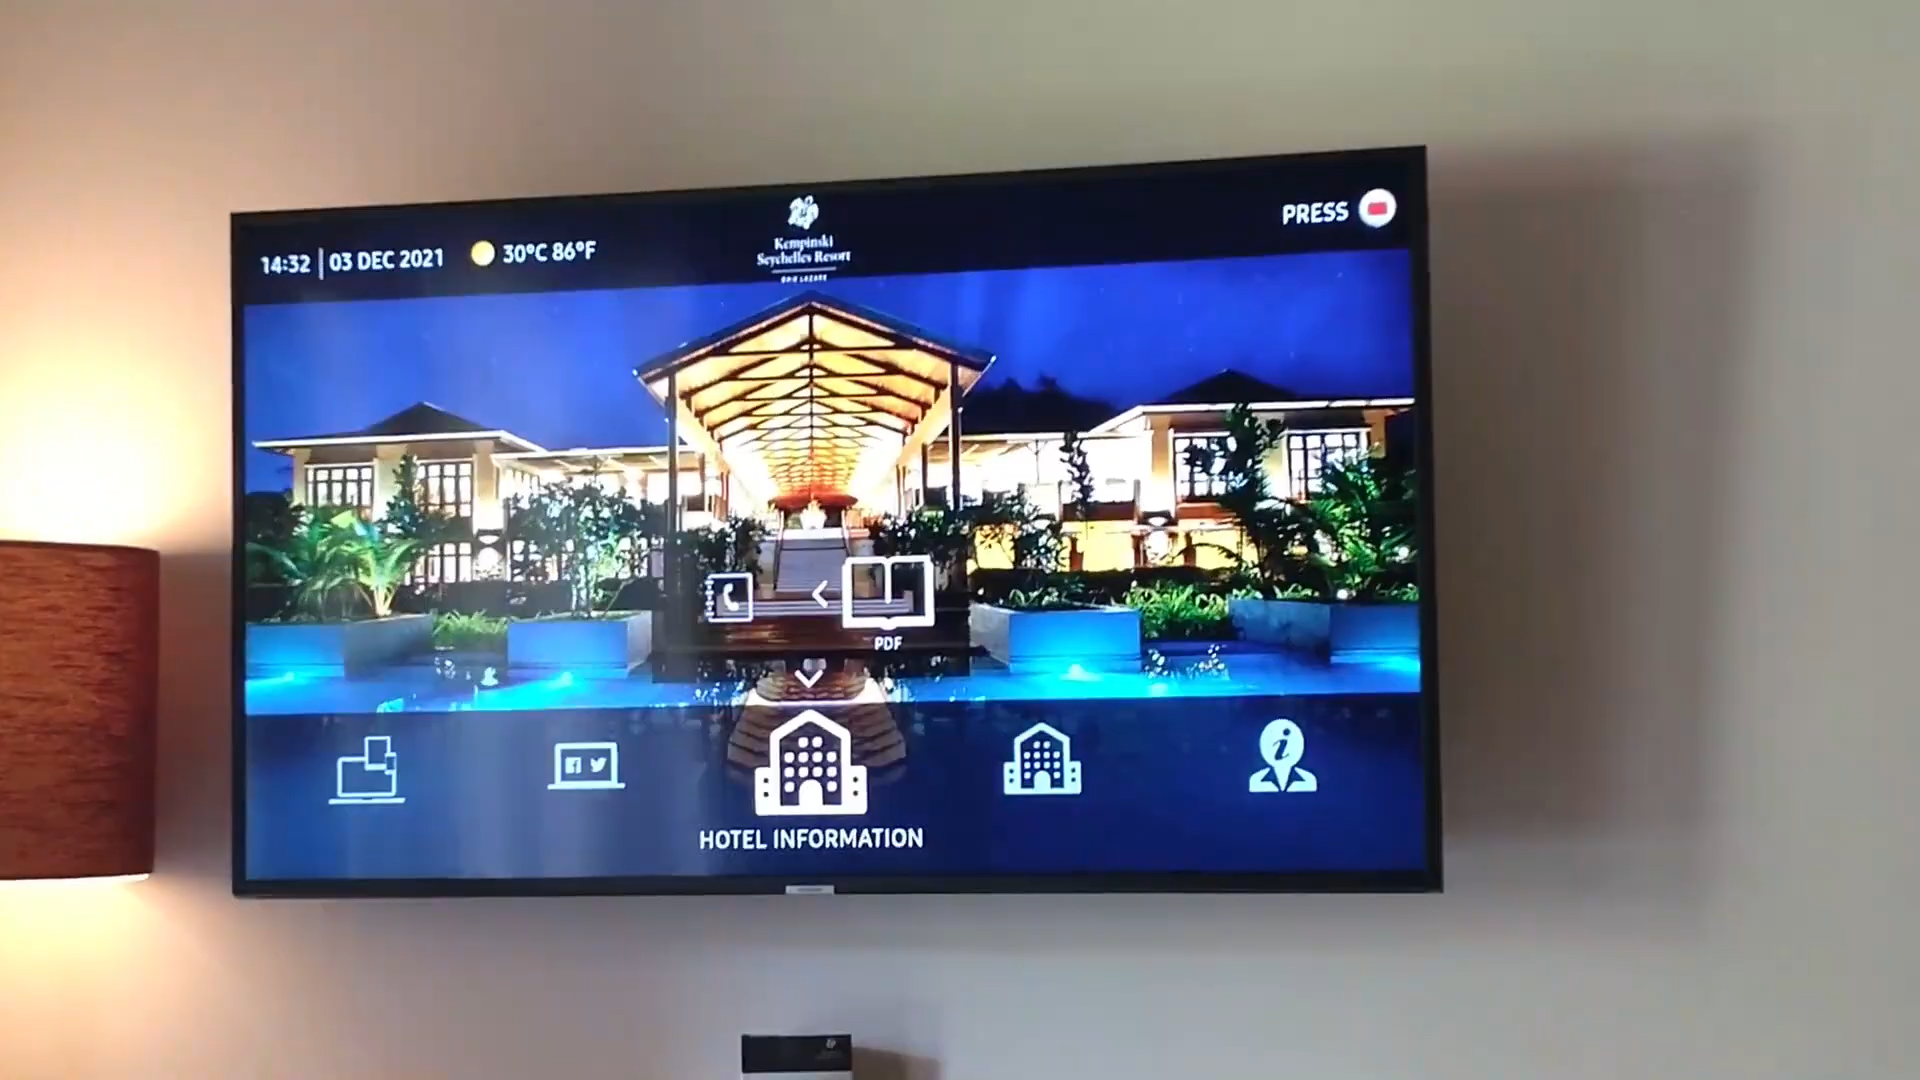 14:32 | 03 DEC 2021
30°C 86°F
Kempinski
Seychelles Resort
PRESS
PDF
HOTEL INFORMATION